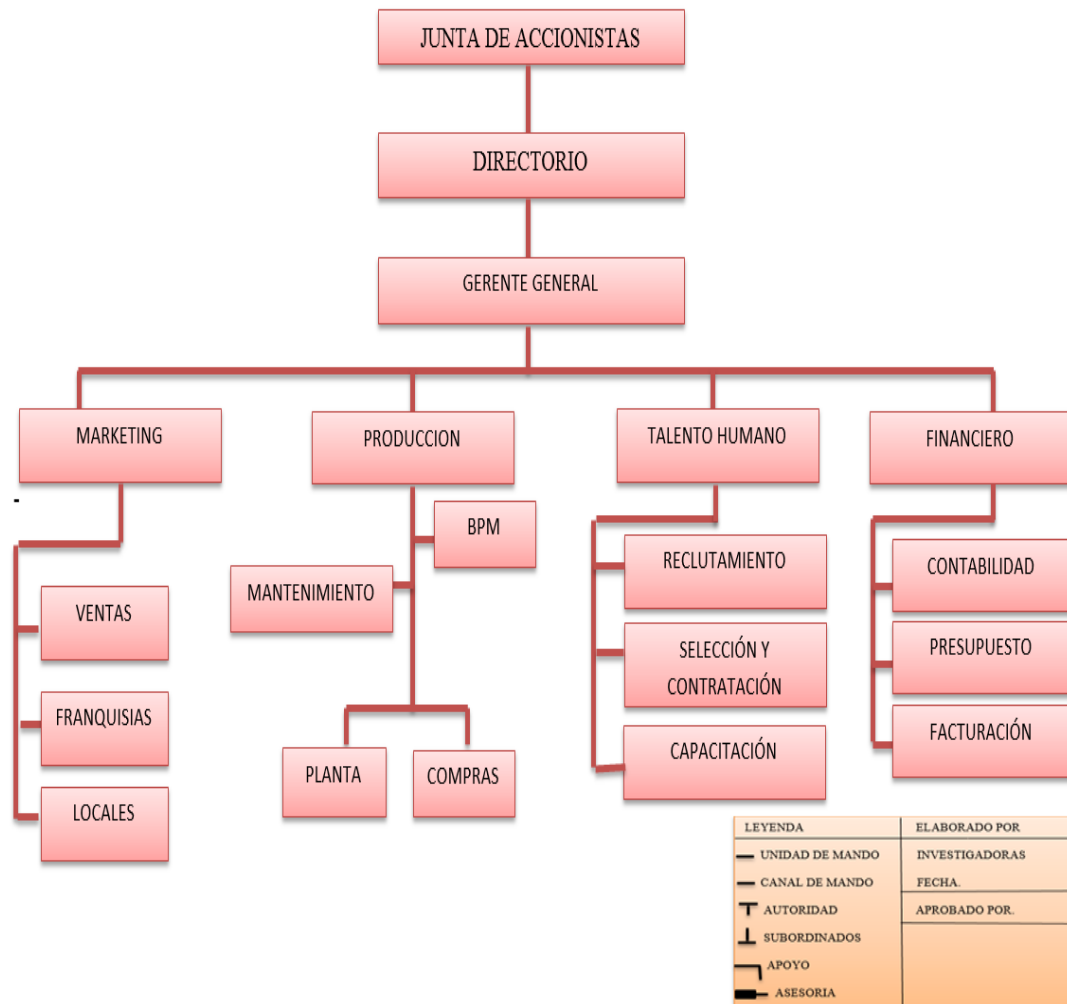 JUNTA DE ACCIONISTAS
DIRECTORIO
GERENTE GENERAL
MARKETING
PRODUCCION
TALENTO HUMANO
FINANCIERO
-
BPM
MANTENIMIENTO
VENTAS
FRANQUISIAS
LOCALES
PLANTA
COMPRAS
RECLUTAMIENTO
SELECCIÓN Y
CONTRATACIÓN
CAPACITACIÓN
CONTABILIDAD
PRESUPUESTO
FACTURACIÓN
LEYENDA
UNIDAD DE MANDO
CANAL DE MANDO
AUTORIDAD
SUBORDINADOS
APOYO
ASESORIA
ELABORADO POR
INVESTIGADORAS
FECHA.
APROBADO POR.